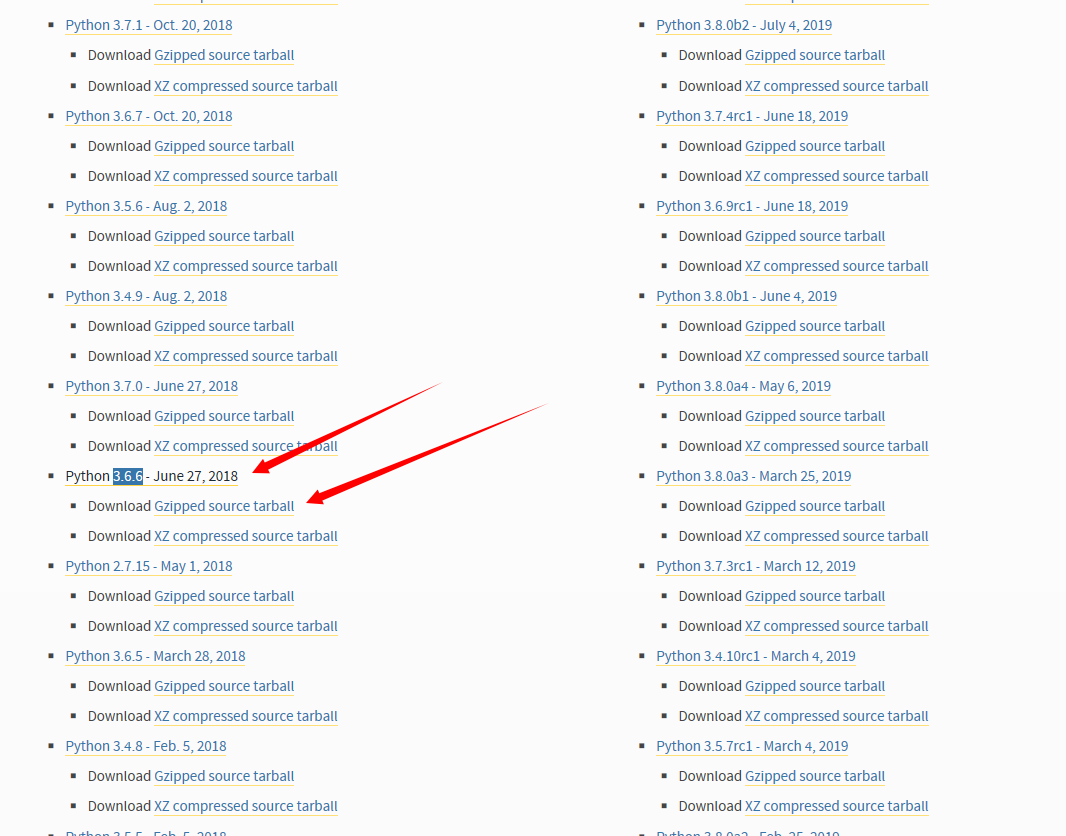 Python 3.7.1 - Oct. 20, 2018
Download Gzipped source tarball
Download XZ compressed source tarball
Python 3.6.7 - Oct. 20, 2018
Download Gzipped source tarball
Download XZ compressed source tarball
Python 3.5.6 - Aug. 2, 2018
Download Gzipped source tarball
Download XZ compressed source tarball
Python 3.4.9 - Aug. 2, 2018
Download Gzipped source tarball
Download XZ compressed source tarball
Python 3.7.0 - June 27, 2018
Download Gzipped source tarball
Download XZ compressed source tarball
Python 3.6.6 - June 27, 2018
Download Gzipped source tarball
Download XZ compressed source tarball
Python 2.7.15 - May 1, 2018
Download Gzipped source tarball
Download XZ compressed source tarball
Python 3.6.5 - March 28, 2018
Download Gzipped source tarball
Download XZ compressed source tarball
Python 3.4.8 - Feb. 5, 2018
Download Gzipped source tarball
Download XZ compressed source tarball
Python 3.5.5 - Feb. 5, 2018
Python 3.8.0b2 - July 4, 2019
Download Gzipped source tarball
Download XZ compressed source tarball
Python 3.7.4rc1 - June 18, 2019
Download Gzipped source tarball
Download XZ compressed source tarball
Python 3.6.9rc1 - June 18, 2019
Download Gzipped source tarball
Download XZ compressed source tarball
Python 3.8.0b1 - June 4, 2019
Download Gzipped source tarball
Download XZ compressed source tarball
Python 3.8.0a4 - May 6, 2019
Download Gzipped source tarball
Download XZ compressed source tarball
Python 3.8.0a3 - March 25, 2019
Download Gzipped source tarball
Download XZ compressed source tarball
Python 3.7.3rc1 - March 12, 2019
Download Gzipped source tarball
Download XZ compressed source tarball
Python 3.4.10rc1 - March 4, 2019
Download Gzipped source tarball
Download XZ compressed source tarball
Python 3.5.7rc1 - March 4, 2019
Download Gzipped source tarball
Download XZ compressed source tarball
Python 3.8.0a2 - Feb. 25, 2019